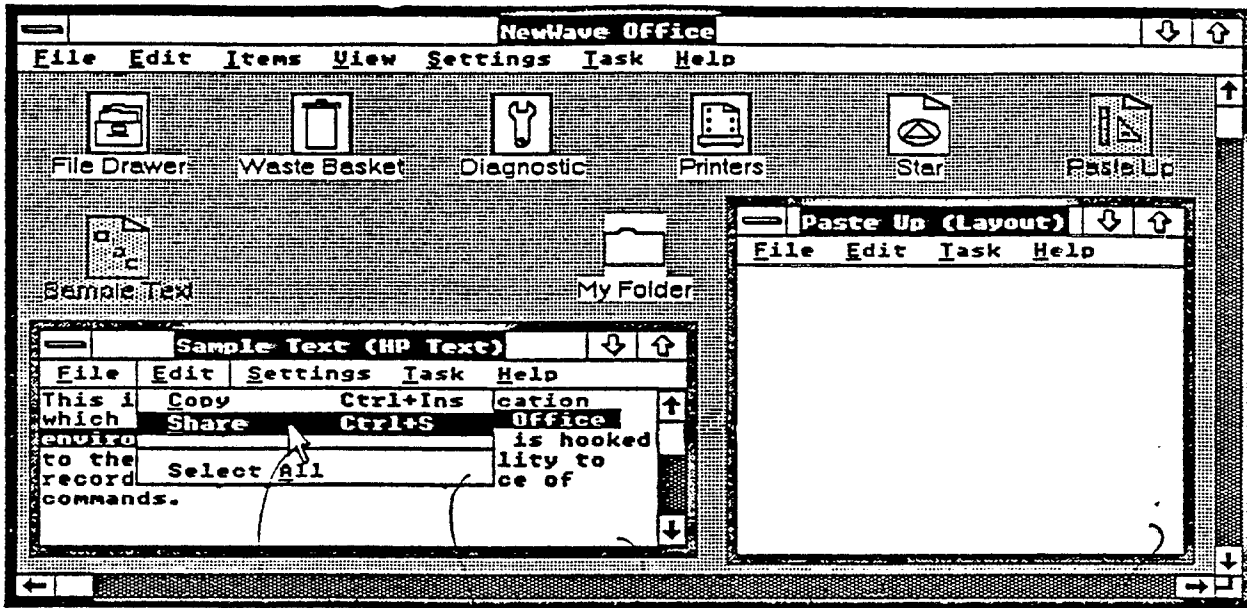 NewWave Office
File Edit Items View Settings Task Help
File Drawer Waste Basket Diagnostic Printers Star Paste Up
Sample Text My Folder
Paste Up (Layout)
File Edit Task Help
Sample Text (HP Text)
File Edit Settings Task Help
This i
Copy Ctrl+Ins
cation
which
Share Ctrl+S
Office
enviro
is hooked
to the
Select All
lity to
record
ce of
commands.